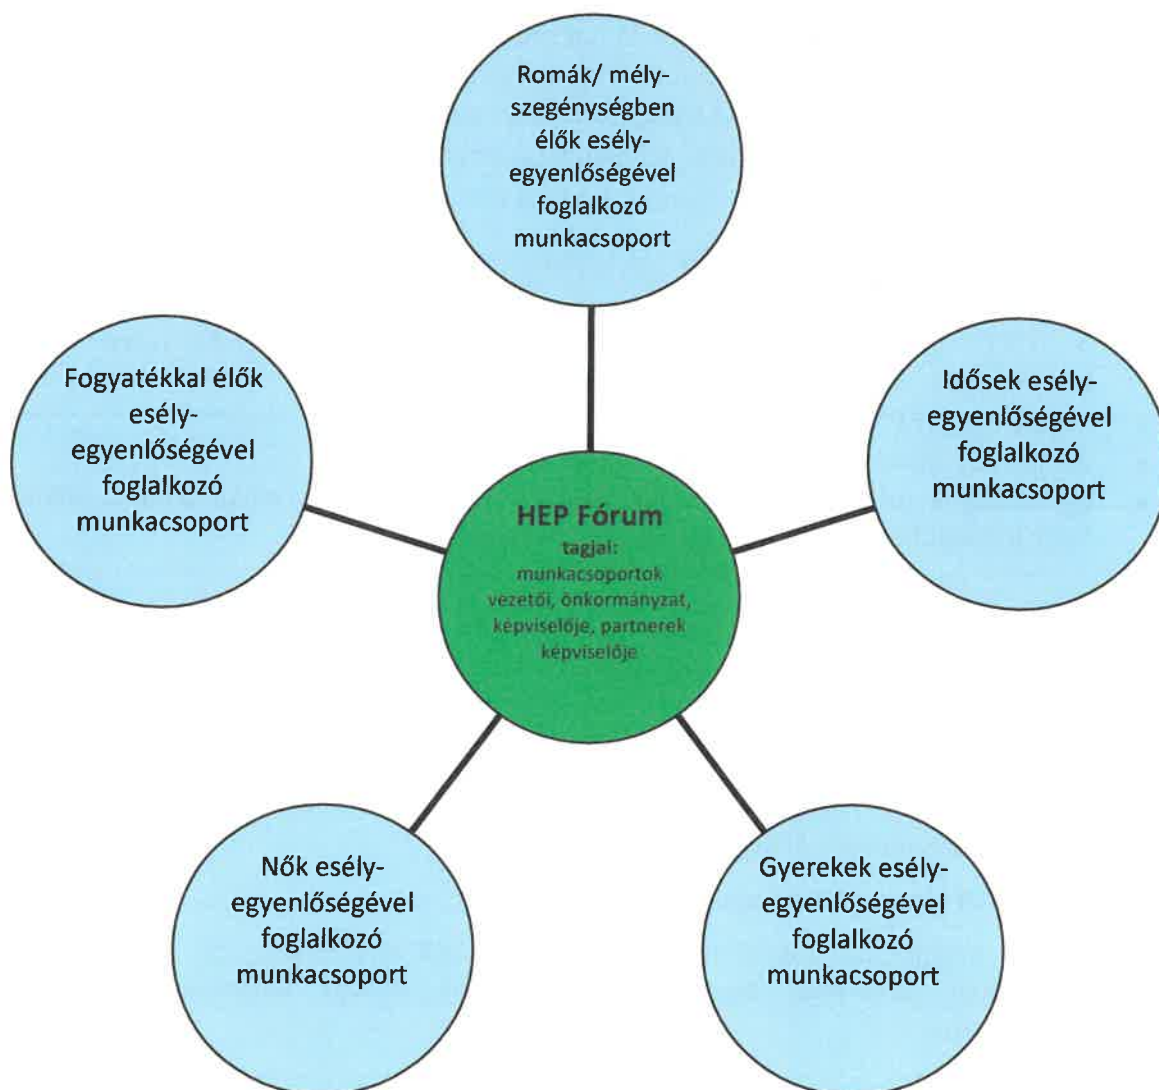 Romák/ mély-
szegénységben
élők esély-
egyenlőségével
foglalkozó
munkacsoport
Fogyatékkal élők
esély-
egyenlőségével
foglalkozó
munkacsoport
Idősek esély-
egyenlőségével
foglalkozó
munkacsoport
HEP Fórum
tagjai:
munkacsoportok
vezetői, önkormányzat,
képviselője, partnerek
képviselője
Nők esély-
egyenlőségével
foglalkozó
munkacsoport
Gyerekek esély-
egyenlőségével
foglalkozó
munkacsoport